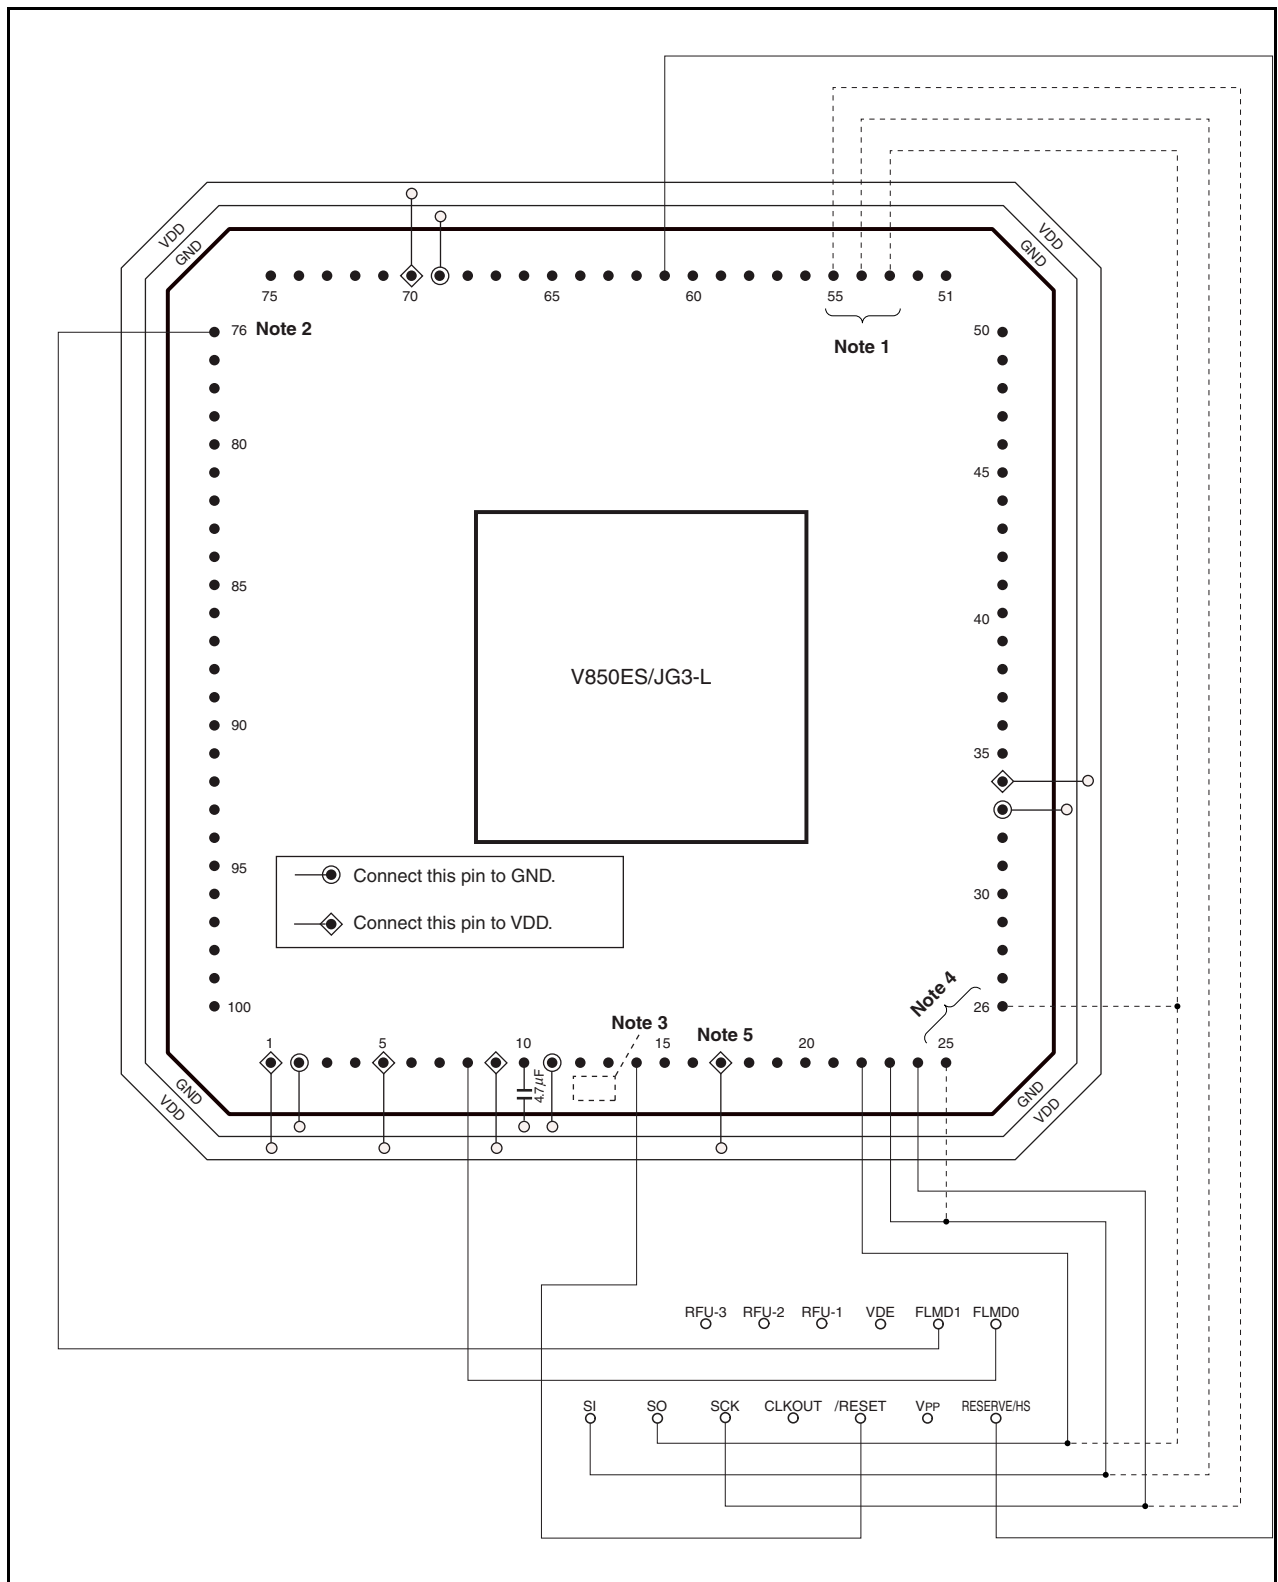 VDD
GND
VDD
GND
75
70
65
60
55
51
76 Note 2
Note 1
50
80
45
85
40
V850ES/JG3-L
90
35
Connect this pin to GND.
95
30
Connect this pin to VDD.
Note 4
100
26
Note 3
Note 5
1
5
10
15
20
25
4.7 μF
GND
VDD
GND
VDD
RFU-3 RFU-2 RFU-1 VDE FLMD1 FLMD0
SI SO SCK CLKOUT /RESET VPP RESERVE/HS